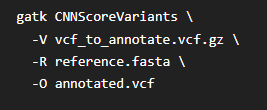 gatk CNNScoreVariants \
-V vcf_to_annotate.vcf.gz \
-R reference.fasta \
-O annotated.vcf